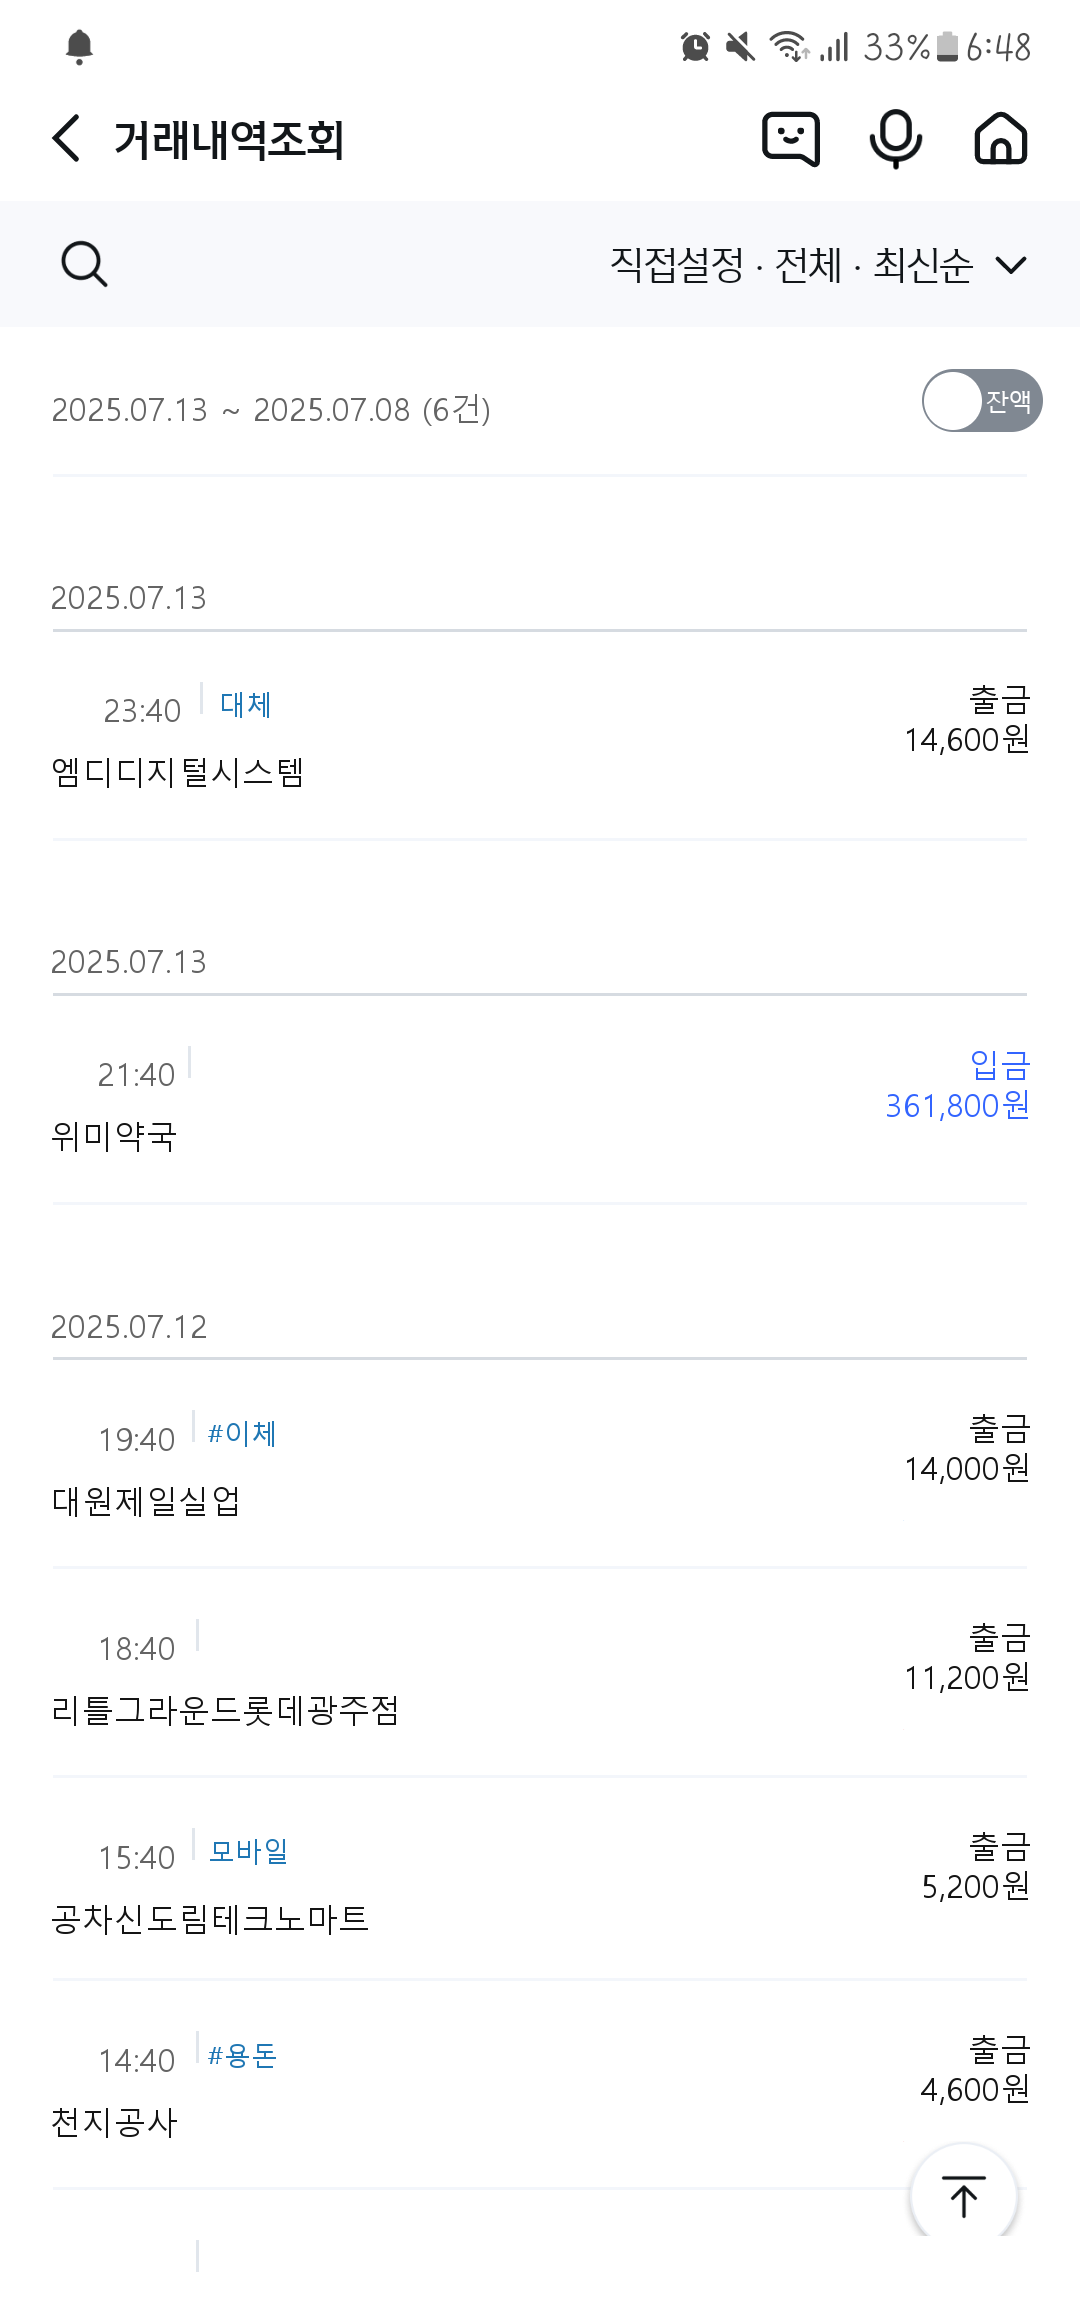 33% 6:48
거래내역조회
직접설정 · 전체 · 최신순
2025.07.13 ~ 2025.07.08 (6건)
잔액
2025.07.13
23:40 대체
출금
14,600원
엠디디지털시스템
2025.07.13
21:40
입금
361,800원
위미약국
2025.07.12
19:40 #이체
출금
14,000원
대원제일실업
18:40
출금
11,200원
리틀그라운드롯데광주점
15:40 모바일
출금
5,200원
공차신도림테크노마트
14:40 #용돈
출금
4,600원
천지공사